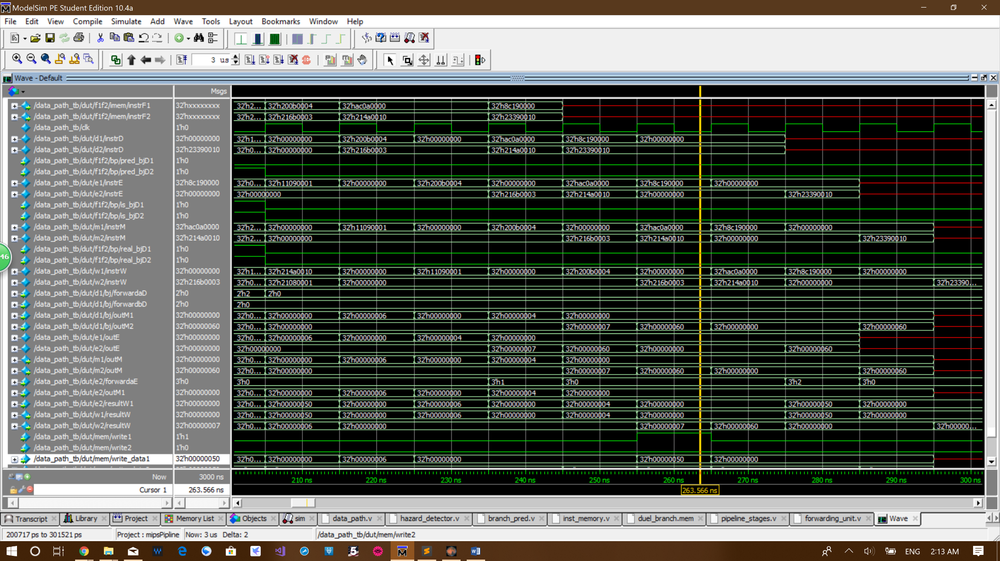 ModelSim PE Student Edition 10.4a
File Edit View Compile Simulate Add Wave Tools Layout Bookmarks Window Help
3 us
Wave - Default
Msgs
/data_path_tb/dut/f1f2/imem/instrF1 32'hxxxxxxxx 32'h2... 32'h200b0004 32'hac0a0000 32'h8c190000
/data_path_tb/dut/f1f2/imem/instrF2 32'hxxxxxxxx 32'h2... 32'h216b0003 32'h214a0010 32'h23390010
/data_path_tb/clk 1'h0
/data_path_tb/dut/d1/instrD 32'h00000000 32'h1... 32'h00000000 32'h200b0004 32'h00000000 32'hac0a0000 32'h8c190000 32'h00000000
/data_path_tb/dut/d2/instrD 32'h23390010 32'h0... 32'h00000000 32'h216b0003 32'h214a0010 32'h23390010
/data_path_tb/dut/f1f2/bp/pred_bjD1 1'h0
/data_path_tb/dut/f1f2/bp/pred_bjD2 1'h0
/data_path_tb/dut/e1/instrE 32'h8c190000 32'h0... 32'h11090001 32'h00000000 32'h200b0004 32'h00000000 32'hac0a0000 32'h8c190000 32'h00000000
/data_path_tb/dut/e2/instrE 32'h00000000 32'h00000000 32'h216b0003 32'h214a0010 32'h00000000 32'h23390010
/data_path_tb/dut/f1f2/bp/is_bjD1 1'h0
/data_path_tb/dut/f1f2/bp/is_bjD2 1'h0
/data_path_tb/dut/m1/instrM 32'hac0a0000 32'h2... 32'h00000000 32'h11090001 32'h00000000 32'h200b0004 32'h00000000 32'hac0a0000 32'h8c190000 32'h00000000
/data_path_tb/dut/m2/instrM 32'h214a0010 32'h2... 32'h00000000 32'h216b0003 32'h214a0010 32'h00000000 32'h23390010
/data_path_tb/dut/f1f2/bp/real_bjD1 1'h0
46
/data_path_tb/dut/f1f2/bp/real_bjD2 1'h0
/data_path_tb/dut/w1/instrW 32'h00000000 32'h1... 32'h214a0010 32'h00000000 32'h11090001 32'h00000000 32'h200b0004 32'h00000000 32'hac0a0000 32'h8c190000 32'h00000000
/data_path_tb/dut/w2/instrW 32'h216b0003 32'h0... 32'h21080001 32'h00000000 32'h216b0003 32'h214a0010 32'h00000000 32'h23390...
/data_path_tb/dut/d1/bj/forwardaD 2'h0 2'h2 2'h0
/data_path_tb/dut/d1/bj/forwardbD 2'h0 2'h0
/data_path_tb/dut/d1/bj/outM1 32'h00000000 32'h0... 32'h00000000 32'h00000006 32'h00000000 32'h00000004 32'h00000000
/data_path_tb/dut/d1/bj/outM2 32'h00000060 32'h0... 32'h00000000 32'h00000007 32'h00000060 32'h00000000 32'h00000060
/data_path_tb/dut/e1/outE 32'h00000000 32'h0... 32'h00000006 32'h00000000 32'h00000004 32'h00000000
/data_path_tb/dut/e2/outE 32'h00000000 32'h00000000 32'h00000007 32'h00000060 32'h00000000 32'h00000060
/data_path_tb/dut/m1/outM 32'h00000000 32'h0... 32'h00000000 32'h00000006 32'h00000000 32'h00000004 32'h00000000
/data_path_tb/dut/m2/outM 32'h00000060 32'h0... 32'h00000000 32'h00000007 32'h00000060 32'h00000000 32'h00000060
/data_path_tb/dut/e2/forwardaE 3'h0 3'h0 3'h1 3'h0 3'h2 3'h0
/data_path_tb/dut/e2/outM1 32'h00000000 32'h0... 32'h00000000 32'h00000006 32'h00000000 32'h00000004 32'h00000000
/data_path_tb/dut/e2/resultW1 32'h00000000 32'h0... 32'h00000050 32'h00000000 32'h00000006 32'h00000000 32'h00000004 32'h00000000 32'h00000050 32'h00000000
/data_path_tb/dut/w1/resultW 32'h00000000 32'h0... 32'h00000050 32'h00000000 32'h00000006 32'h00000000 32'h00000004 32'h00000000 32'h00000050 32'h00000000
/data_path_tb/dut/w2/resultW 32'h00000007 32'h0... 32'h00000006 32'h00000000 32'h00000007 32'h00000060 32'h00000000 32'h00000...
/data_path_tb/dut/mem/write1 1'h1
/data_path_tb/dut/mem/write2 1'h0
/data_path_tb/dut/mem/write_data1 32'h00000050 32'h0... 32'h00000000 32'h00000006 32'h00000000 32'h00000050 32'h00000000
Now 3000 ns 210 ns 220 ns 230 ns 240 ns 250 ns 260 ns 270 ns 280 ns 290 ns 300 ns
Cursor 1 263.566 ns 263.566 ns
Transcript Library Project Memory List Objects sim data_path.v hazard_detector.v branch_pred.v inst_memory.v duel_branch.mem pipeline_stages.v forwarding_unit.v Wave
200717 ps to 301521 ps Project : mipsPipline Now: 3 us Delta: 2 /data_path_tb/dut/mem/write2
ENG 2:13 AM